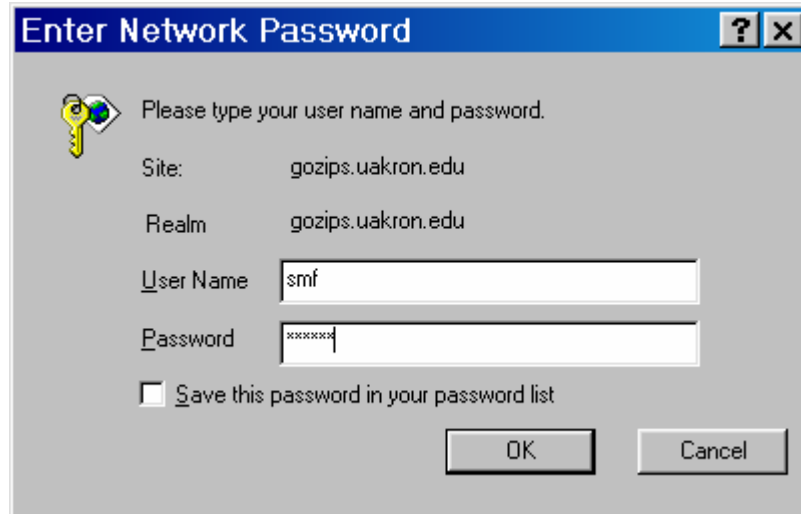 Enter Network Password
Please type your user name and password.
Site: gozips.uakron.edu
Realm gozips.uakron.edu
User Name smf
Password ******
Save this password in your password list
OK Cancel